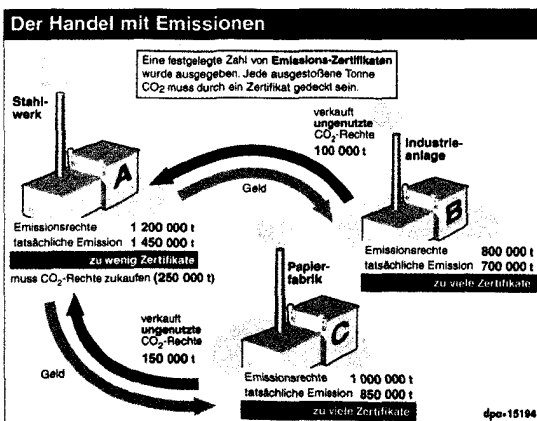 Der Handel mit Emissionen
Eine festgelegte Zahl von Emissions-Zertifikaten
wurde ausgegeben. Jede ausgestoßene Tonne
CO2 muss durch ein Zertifikat gedeckt sein.
Stahl-
werk
A
Emissionsrechte 1 200 000 t
tatsächliche Emission 1 450 000 t
zu wenig Zertifikate
muss CO2-Rechte zukaufen (250 000 t)
verkauft
ungenutzte
CO2-Rechte
100 000 t
Geld
Industrie-
anlage
B
Emissionsrechte 800 000 t
tatsächliche Emission 700 000 t
zu viele Zertifikate
Papier-
fabrik
C
verkauft
ungenutzte
CO2-Rechte
150 000 t
Geld
Emissionsrechte 1 000 000 t
tatsächliche Emission 850 000 t
zu viele Zertifikate
dpa-15194